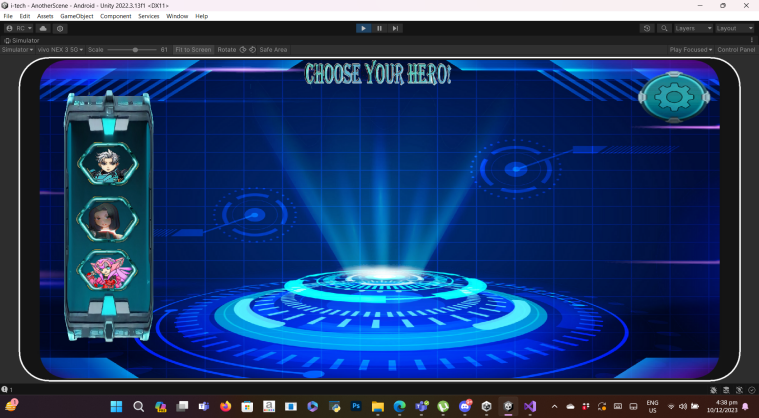 i-tech - AnotherScene - Android - Unity 2022.3.13f1 <DX11>
File Edit Assets GameObject Component Services Window Help
RC Layers Layout
Simulator
Simulator vivo NEX 3 5G Scale 61 Fit to Screen Rotate Safe Area Play Focused Control Panel
CHOOSE YOUR HERO!
1
ENG
US
4:38 pm
10/12/2023